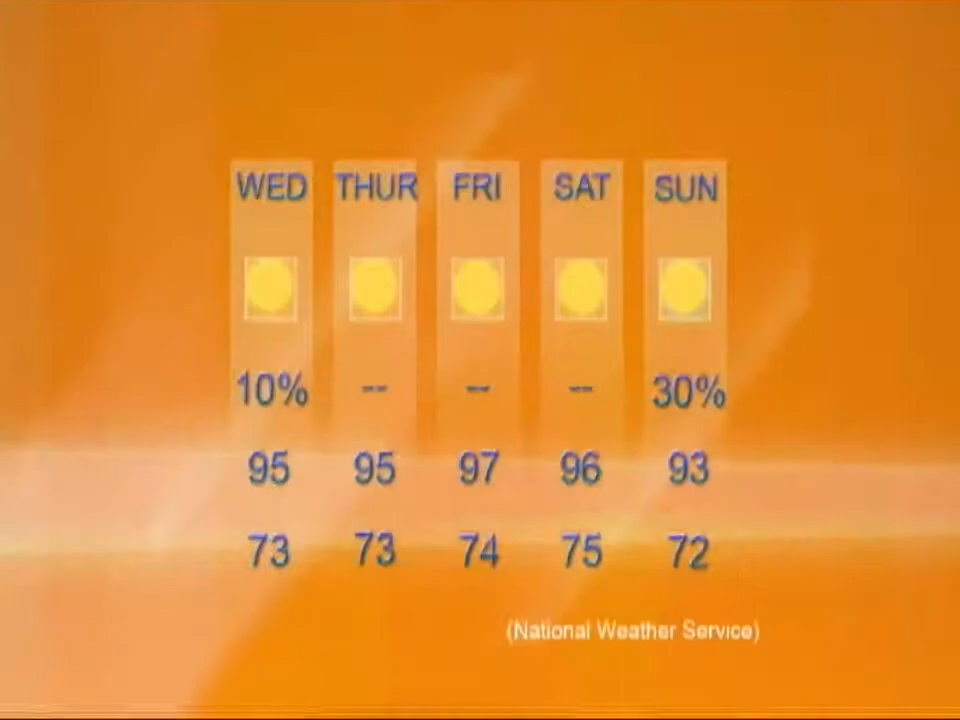 WED THUR FRI SAT SUN
10% -- -- -- 30%
95 95 97 96 93
73 73 74 75 72
(National Weather Service)